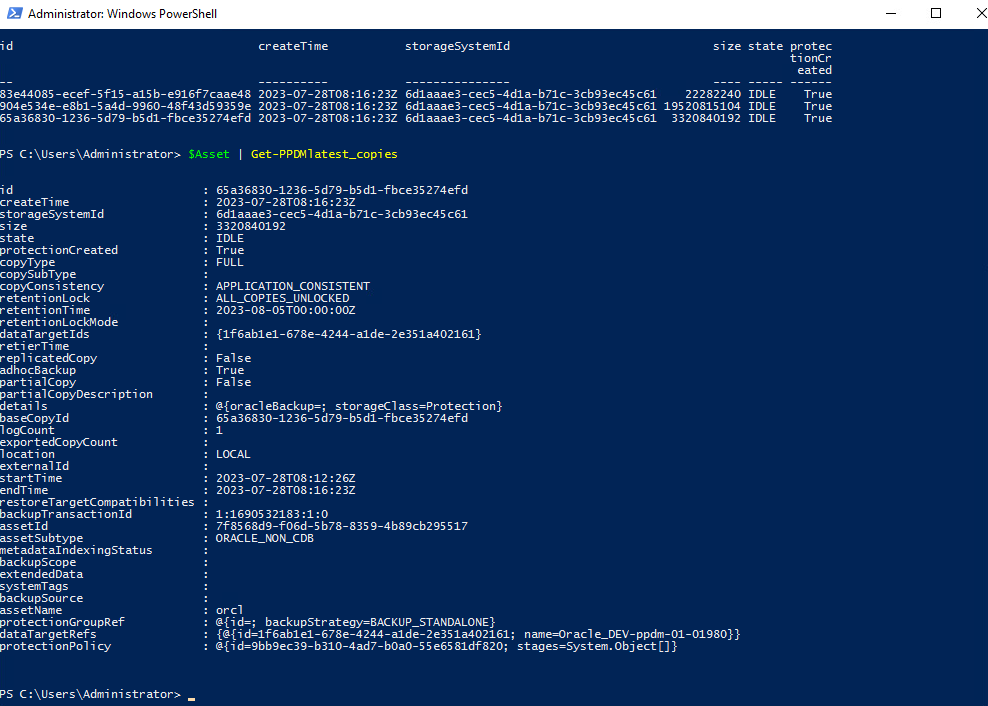 Administrator: Windows PowerShell
id createTime storageSystemId size state protec
tionCr
eated
-- ---------- --------------- ---- ----- ------
83e44085-ecef-5f15-a15b-e916f7caae48 2023-07-28T08:16:23Z 6d1aaae3-cec5-4d1a-b71c-3cb93ec45c61 22282240 IDLE True
904e534e-e8b1-5a4d-9960-48f43d59359e 2023-07-28T08:16:23Z 6d1aaae3-cec5-4d1a-b71c-3cb93ec45c61 19520815104 IDLE True
65a36830-1236-5d79-b5d1-fbce35274efd 2023-07-28T08:16:23Z 6d1aaae3-cec5-4d1a-b71c-3cb93ec45c61 3320840192 IDLE True
PS C:\Users\Administrator> $Asset | Get-PPDMlatest_copies
id : 65a36830-1236-5d79-b5d1-fbce35274efd
createTime : 2023-07-28T08:16:23Z
storageSystemId : 6d1aaae3-cec5-4d1a-b71c-3cb93ec45c61
size : 3320840192
state : IDLE
protectionCreated : True
copyType : FULL
copySubType :
copyConsistency : APPLICATION_CONSISTENT
retentionLock : ALL_COPIES_UNLOCKED
retentionTime : 2023-08-05T00:00:00Z
retentionLockMode :
dataTargetIds : {1f6ab1e1-678e-4244-a1de-2e351a402161}
retierTime :
replicatedCopy : False
adhocBackup : True
partialCopy : False
partialCopyDescription :
details : @{oracleBackup=; storageClass=Protection}
baseCopyId : 65a36830-1236-5d79-b5d1-fbce35274efd
logCount : 1
exportedCopyCount :
location : LOCAL
externalId :
startTime : 2023-07-28T08:12:26Z
endTime : 2023-07-28T08:16:23Z
restoreTargetCompatibilities :
backupTransactionId : 1:1690532183:1:0
assetId : 7f8568d9-f06d-5b78-8359-4b89cb295517
assetSubtype : ORACLE_NON_CDB
metadataIndexingStatus :
backupScope :
extendedData :
systemTags :
backupSource :
assetName : orcl
protectionGroupRef : @{id=; backupStrategy=BACKUP_STANDALONE}
dataTargetRefs : {@{id=1f6ab1e1-678e-4244-a1de-2e351a402161; name=Oracle_DEV-ppdm-01-01980}}
protectionPolicy : @{id=9bb9ec39-b310-4ad7-b0a0-55e6581df820; stages=System.Object[]}
PS C:\Users\Administrator>